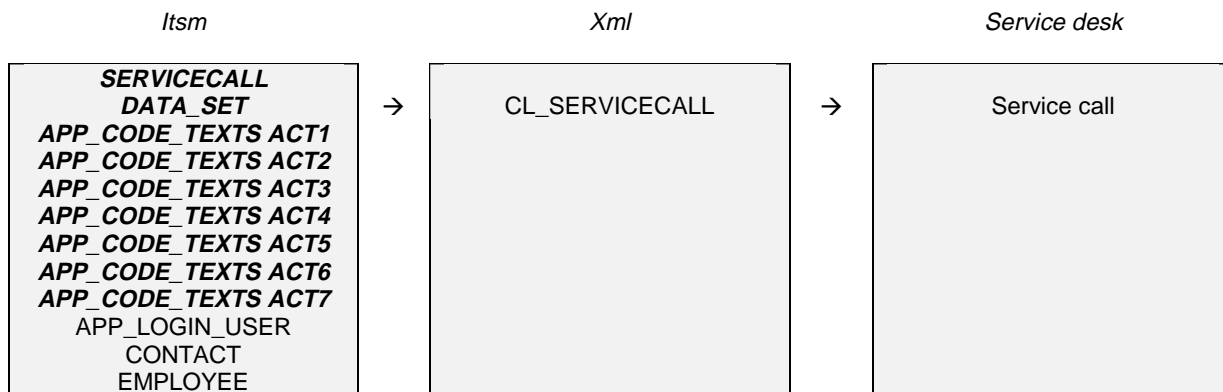 Itsm Xml Service desk
SERVICECALL
DATA_SET → CL_SERVICECALL → Service call
APP_CODE_TEXTS ACT1
APP_CODE_TEXTS ACT2
APP_CODE_TEXTS ACT3
APP_CODE_TEXTS ACT4
APP_CODE_TEXTS ACT5
APP_CODE_TEXTS ACT6
APP_CODE_TEXTS ACT7
APP_LOGIN_USER
CONTACT
EMPLOYEE